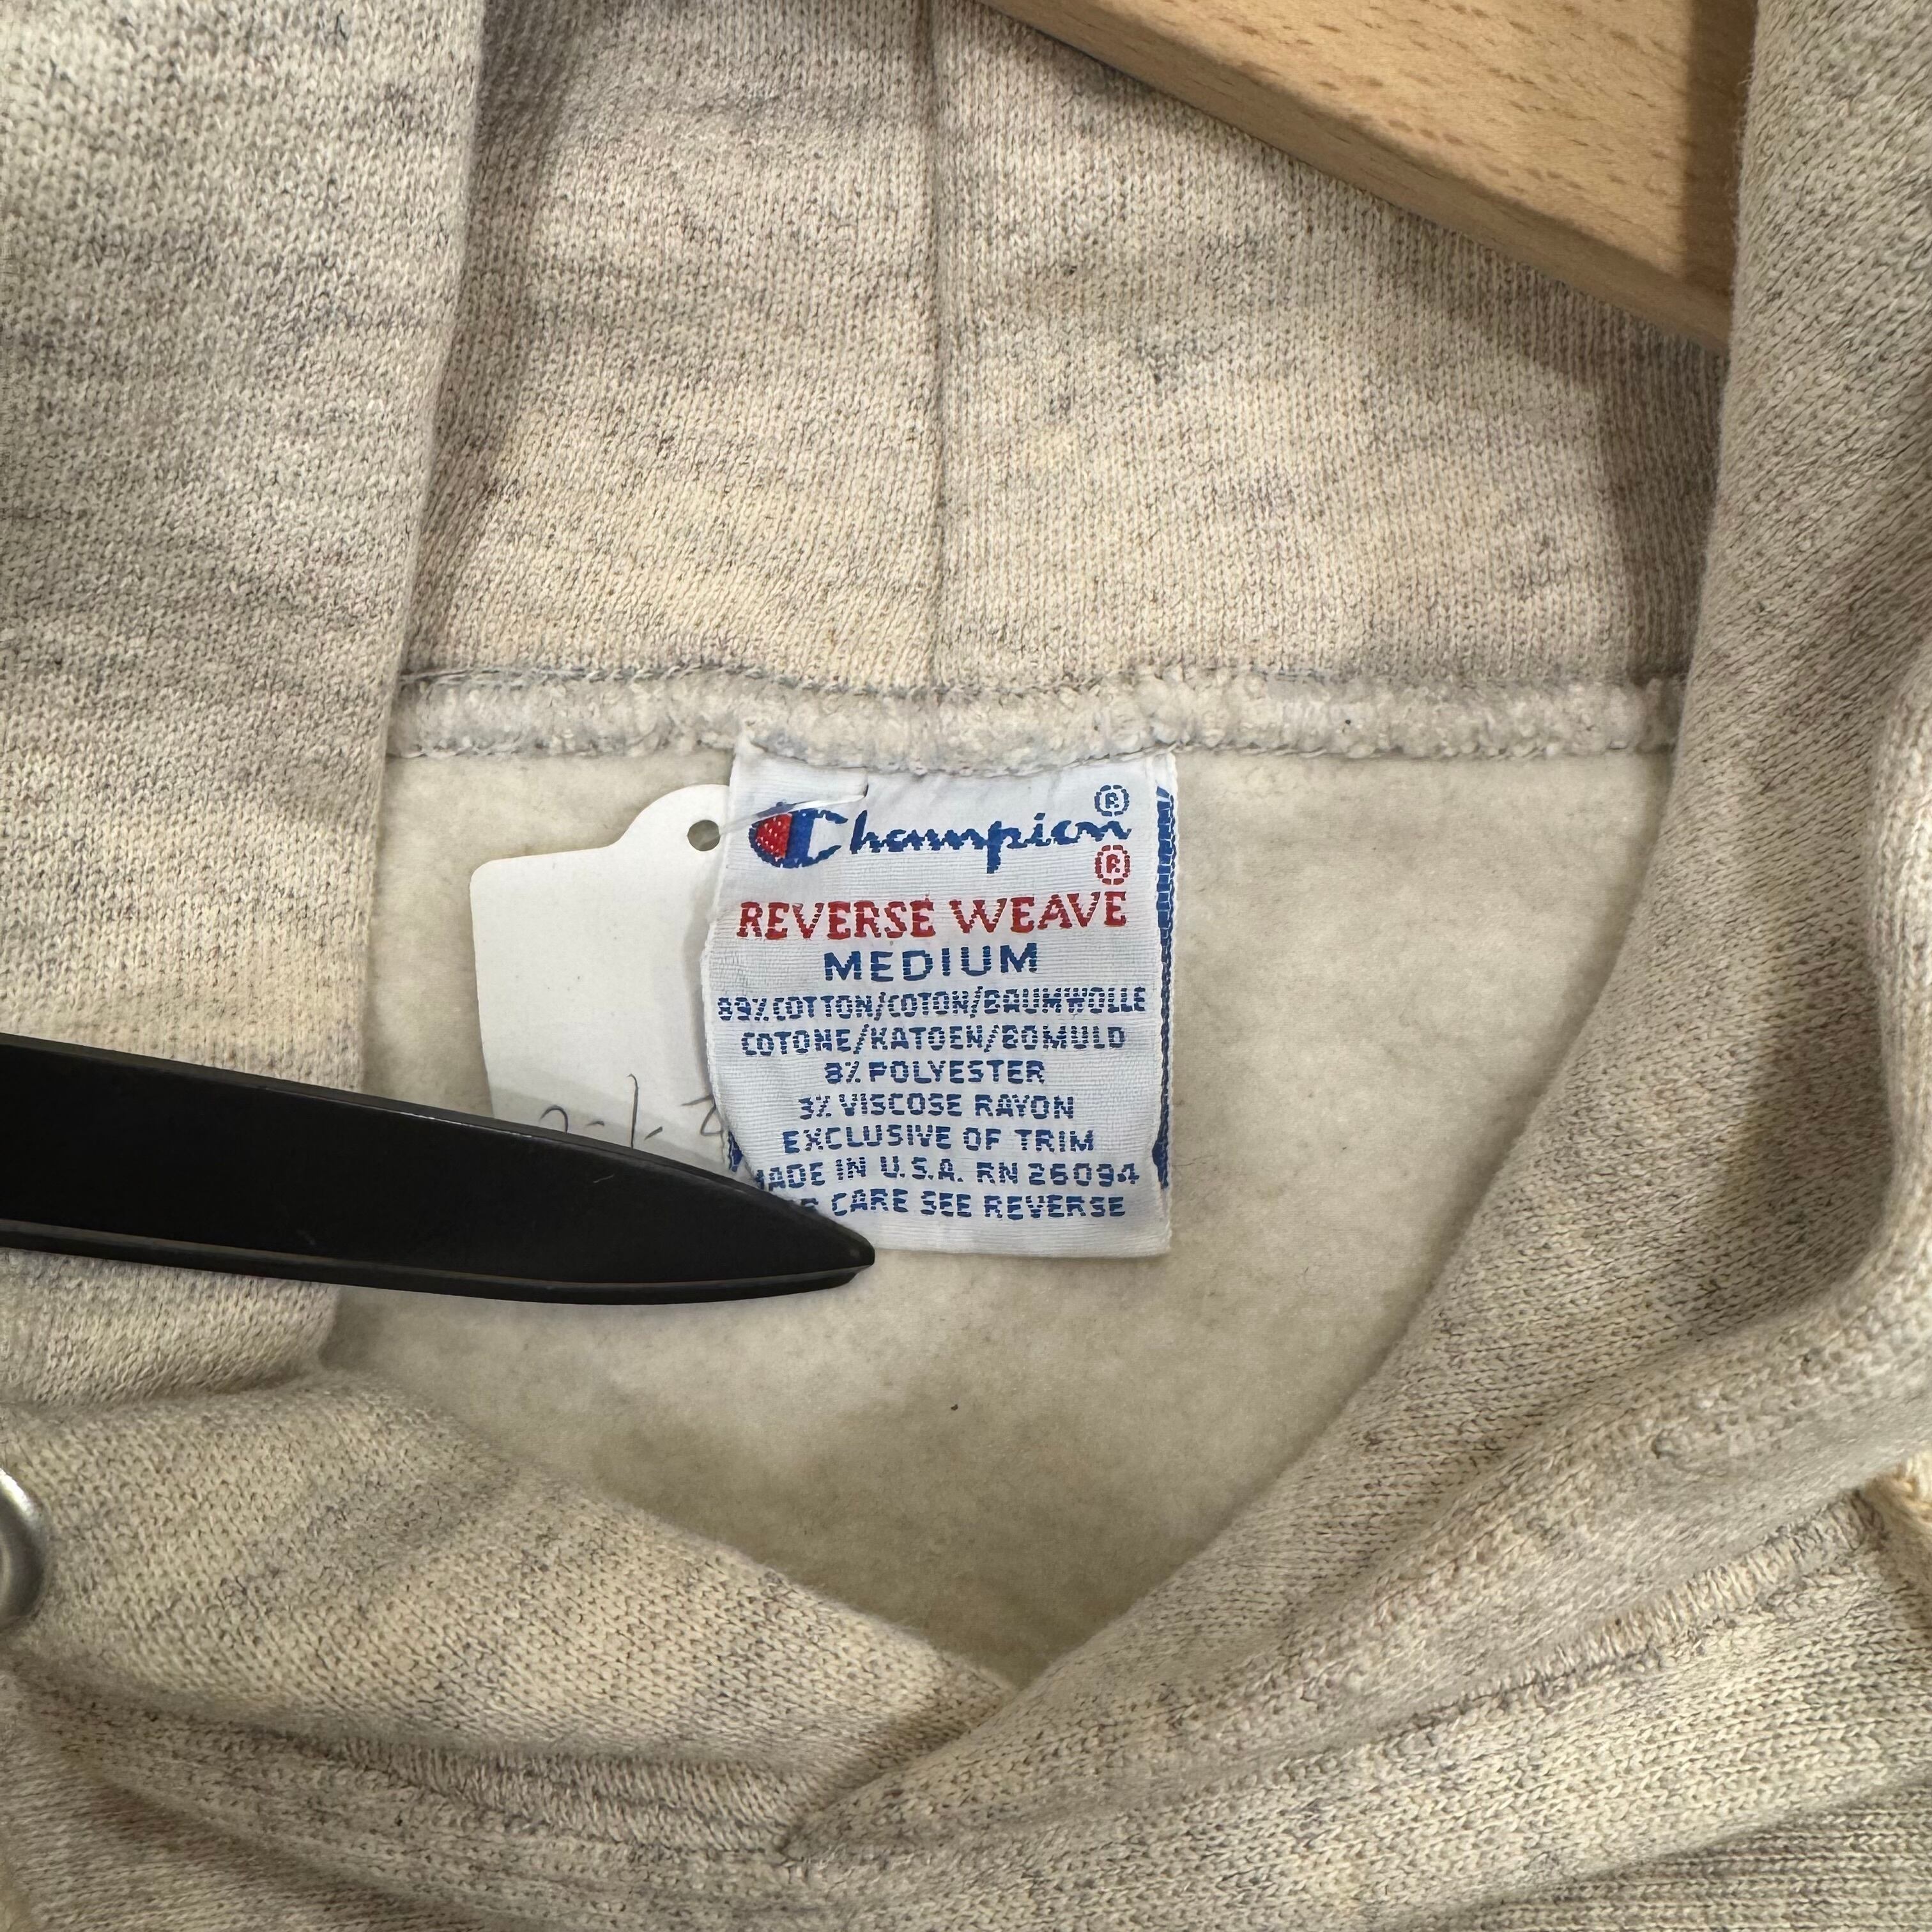 Champion®
®
REVERSE WEAVE
MEDIUM
89% COTTON/COTON/BAUMWOLLE
COTONE/KATOEN/BOMULD
8% POLYESTER
3% VISCOSE RAYON
EXCLUSIVE OF TRIM
MADE IN U.S.A. RN 26094
CARE SEE REVERSE